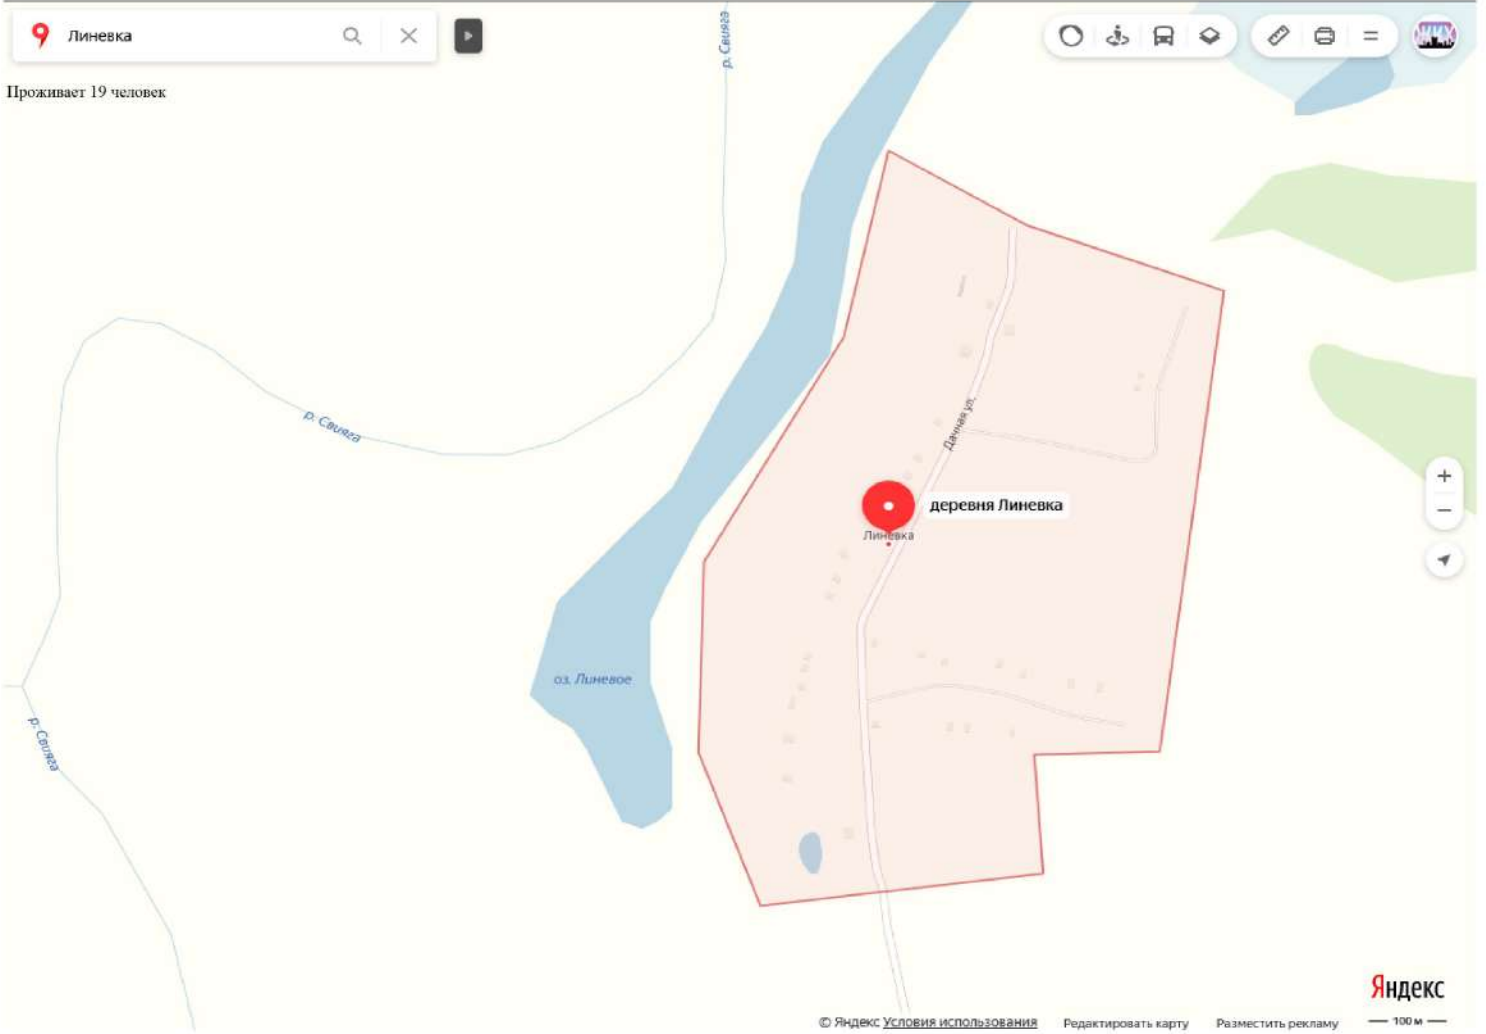 Линевка
Проживает 19 человек
р. Свияга
р. Свияга
Дачная ул.
деревня Линевка
Линевка
оз. Линевое
р. Свияга
Яндекс
© Яндекс Условия использования Редактировать карту Разместить рекламу 100 м